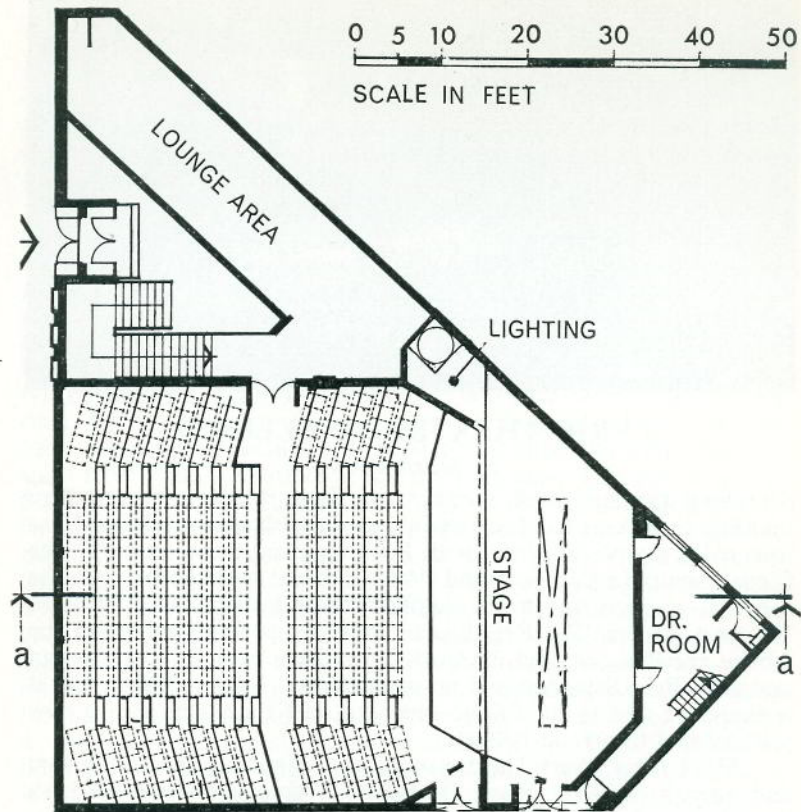 0 5 10 20 30 40 50
SCALE IN FEET
LOUNGE AREA
LIGHTING
STAGE
DR.
ROOM
a
a